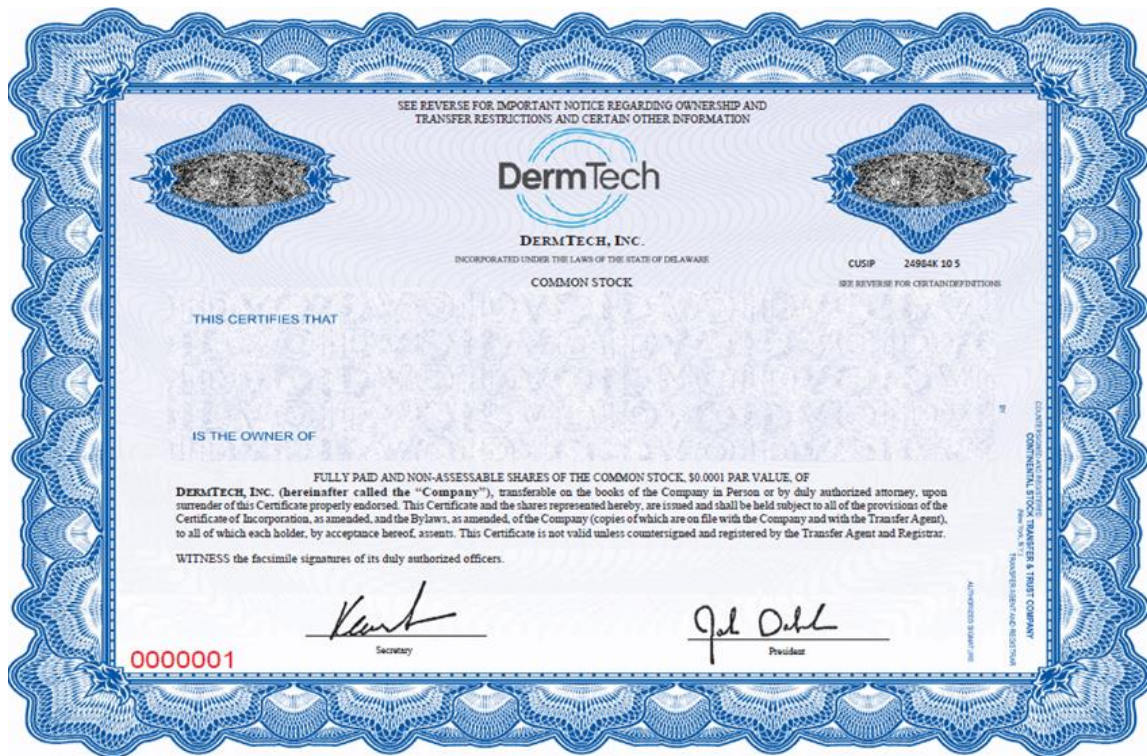 SEE REVERSE FOR IMPORTANT NOTICE REGARDING OWNERSHIP AND
TRANSFER RESTRICTIONS AND CERTAIN OTHER INFORMATION
DermTech
DERMTECH, INC.
INCORPORATED UNDER THE LAWS OF THE STATE OF DELAWARE
COMMON STOCK
CUSIP 24984K 10 5
SEE REVERSE FOR CERTAIN DEFINITIONS
THIS CERTIFIES THAT
IS THE OWNER OF
FULLY PAID AND NON-ASSESSABLE SHARES OF THE COMMON STOCK, $0.0001 PAR VALUE, OF
DERMTECH, INC. (hereinafter called the “Company”), transferable on the books of the Company in Person or by duly authorized attorney, upon
surrender of this Certificate properly endorsed. This Certificate and the shares represented hereby, are issued and shall be held subject to all of the provisions of the
Certificate of Incorporation, as amended, and the Bylaws, as amended, of the Company (copies of which are on file with the Company and with the Transfer Agent),
to all of which each holder, by acceptance hereof, assents. This Certificate is not valid unless countersigned and registered by the Transfer Agent and Registrar.
WITNESS the facsimile signatures of its duly authorized officers.
Secretary
President
0000001
COUNTERSIGNED AND REGISTERED:
CONTINENTAL STOCK TRANSFER & TRUST COMPANY
(New York, N.Y.)
TRANSFER AGENT AND REGISTRAR
BY
AUTHORIZED SIGNATURE